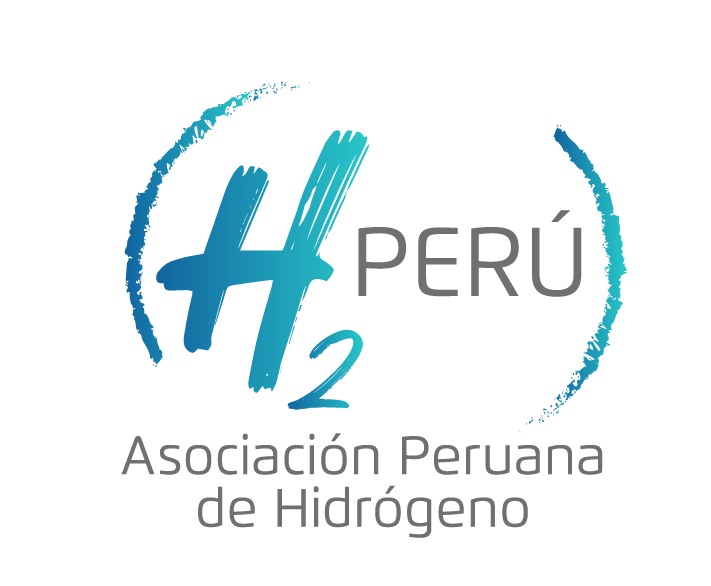 H2 PERÚ
Asociación Peruana
de Hidrógeno